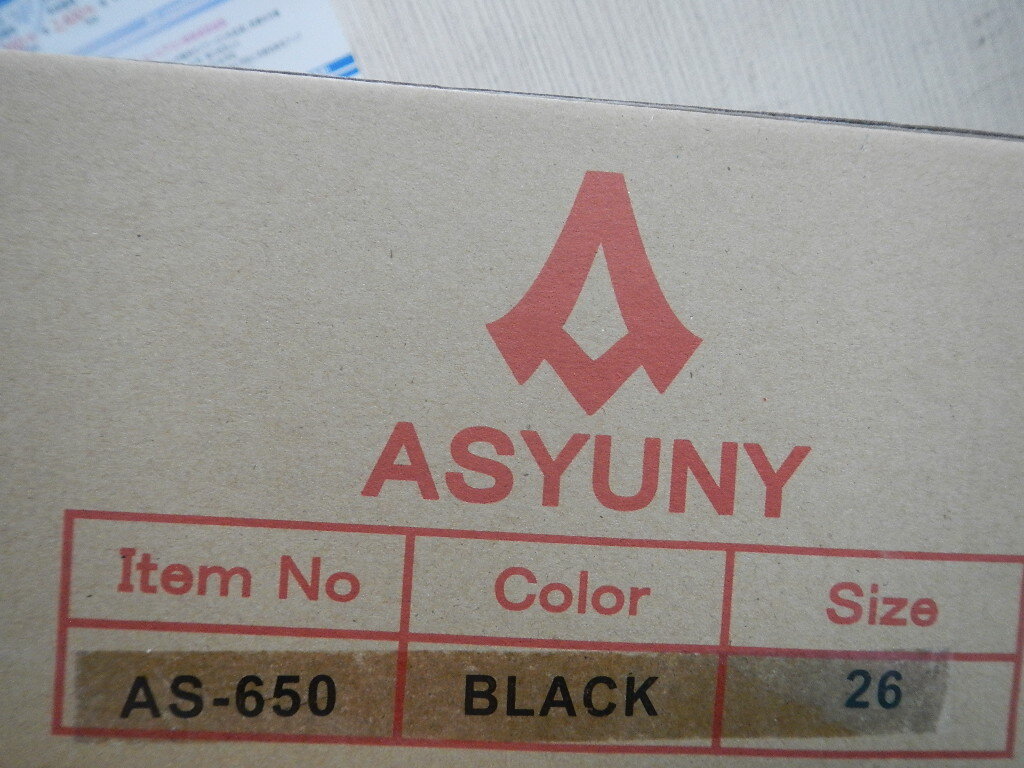 ASYUNY
Item No Color Size
AS-650 BLACK 26